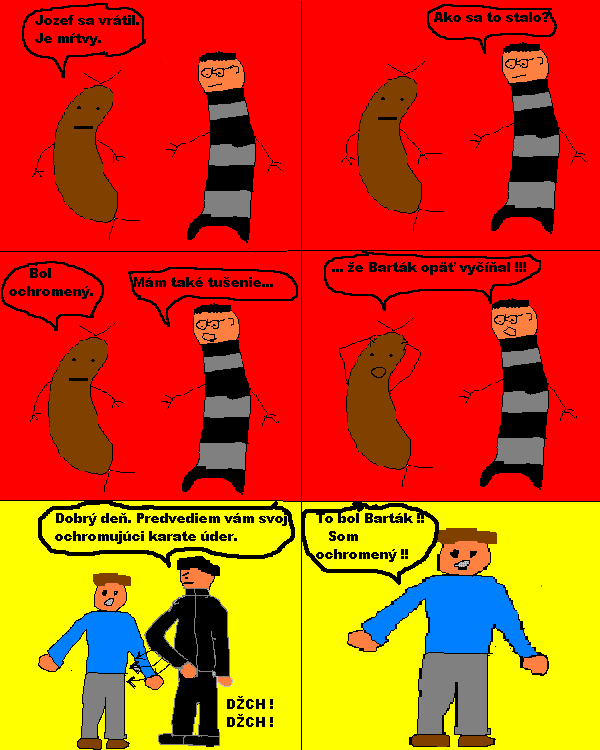 Jozef sa vrátil.
Je mŕtvy.
Ako sa to stalo?
Bol
ochromený.
Mám také tušenie...
... že Barták opäť vyčíňal !!!
Dobrý deň. Predvediem vám svoj
ochromujúci karate úder.
DŽCH !
DŽCH !
To bol Barták !!
Som
ochromený !!